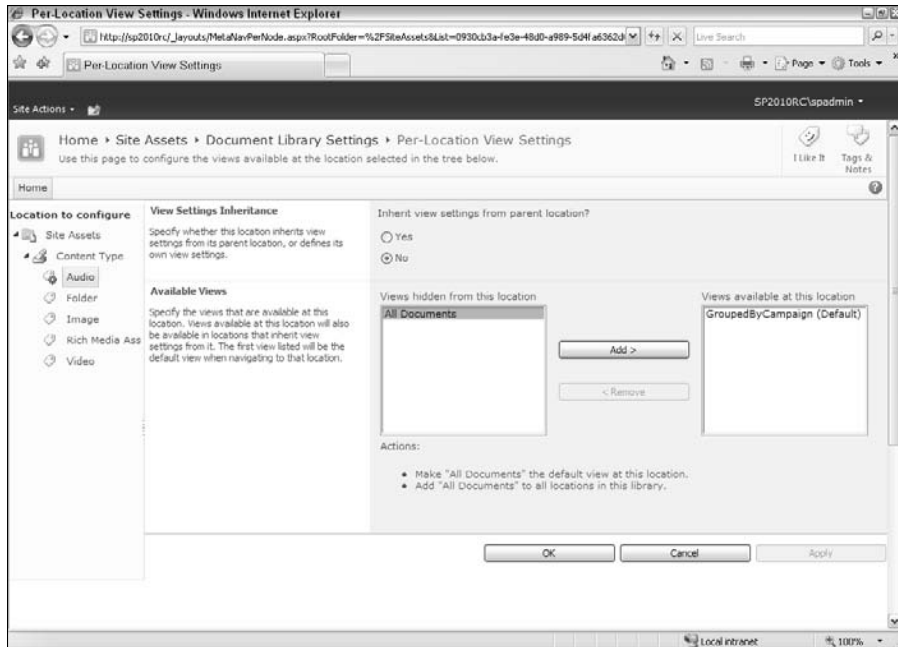 Per-Location View Settings - Windows Internet Explorer
http://sp2010rc/_layouts/MetaNavPerNode.aspx?RootFolder=%2FSiteAssets&List=0930cb3a-fe3e-48d0-a989-5d4fa6362d
Live Search
Per-Location View Settings
Page
Tools
Site Actions
SP2010RC\spadmin
Home › Site Assets › Document Library Settings › Per-Location View Settings
Use this page to configure the views available at the location selected in the tree below.
I Like It
Tags &
Notes
Home
Location to configure
Site Assets
Content Type
Audio
Folder
Image
Rich Media Ass
Video
View Settings Inheritance
Specify whether this location inherits view
settings from its parent location, or defines its
own view settings.
Inherit view settings from parent location?
Yes
No
Available Views
Specify the views that are available at this
location. Views available at this location will also
be available in locations that inherit view
settings from it. The first view listed will be the
default view when navigating to that location.
Views hidden from this location
All Documents
Add >
< Remove
Views available at this location
GroupedByCampaign (Default)
Actions:
• Make "All Documents" the default view at this location.
• Add "All Documents" to all locations in this library.
OK
Cancel
Apply
Local intranet
100%